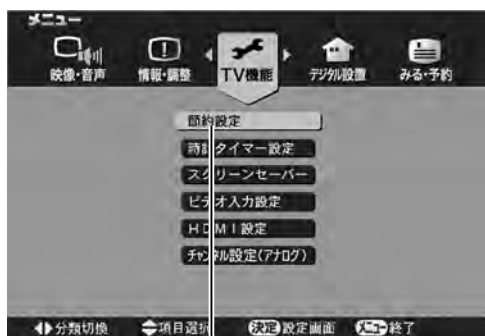 メニュー
映像・音声 情報・調整 TV機能 デジタル設置 みる・予約
節約設定
時計タイマー設定
スクリーンセーバー
ビデオ入力設定
HDMI設定
チャンネル設定(アナログ)
分類切換 項目選択 決定 設定画面 メニュー 終了